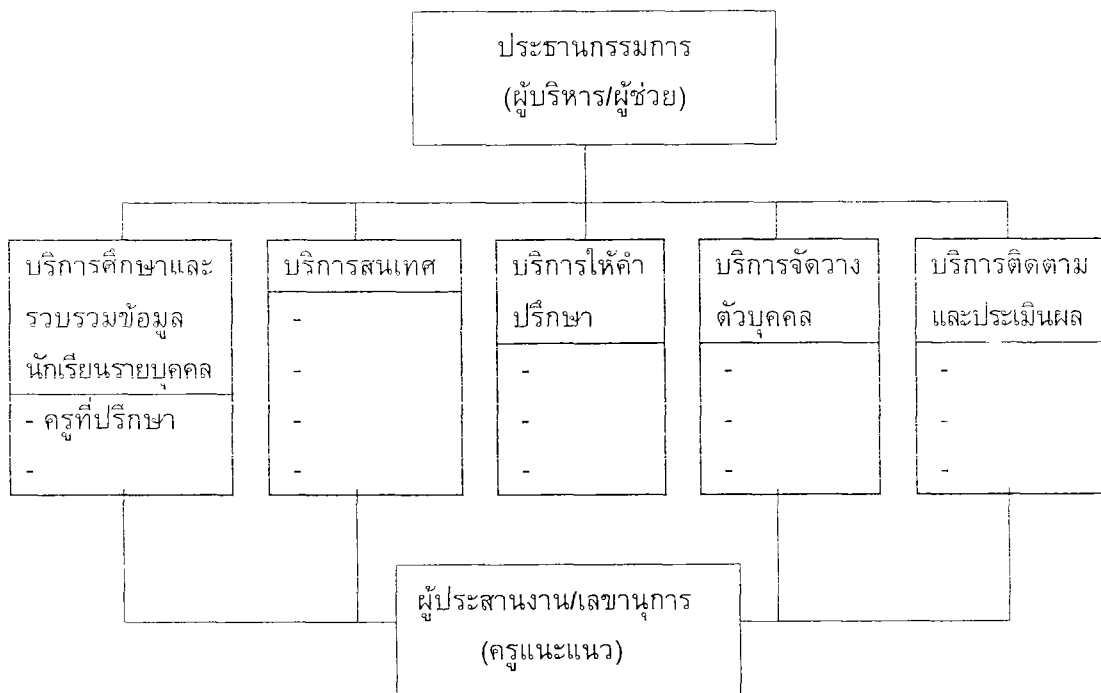 ประธานกรรมการ
(ผู้บริหาร/ผู้ช่วย)
บริการศึกษาและ
รวบรวมข้อมูล
นักเรียนรายบุคคล
- ครูที่ปรึกษา
-
บริการสนเทศ
-
-
-
-
บริการให้คำ
ปรึกษา
-
-
-
บริการจัดวาง
ตัวบุคคล
-
-
-
บริการติดตาม
และประเมินผล
-
-
-
ผู้ประสานงาน/เลขานุการ
(ครูแนะแนว)